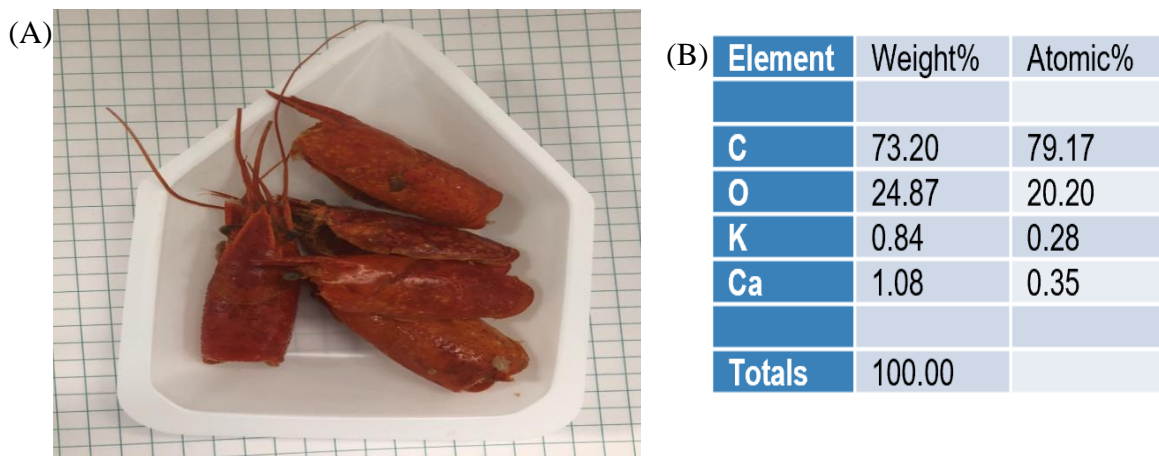 (A)
(B)
Element Weight% Atomic%
C 73.20 79.17
O 24.87 20.20
K 0.84 0.28
Ca 1.08 0.35
Totals 100.00